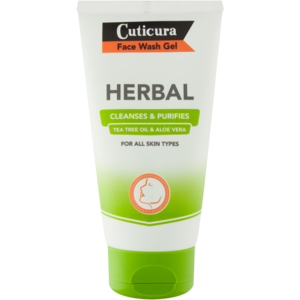 Cuticura
Face Wash Gel
HERBAL
CLEANSES & PURIFIES
TEA TREE OIL & ALOE VERA
FOR ALL SKIN TYPES